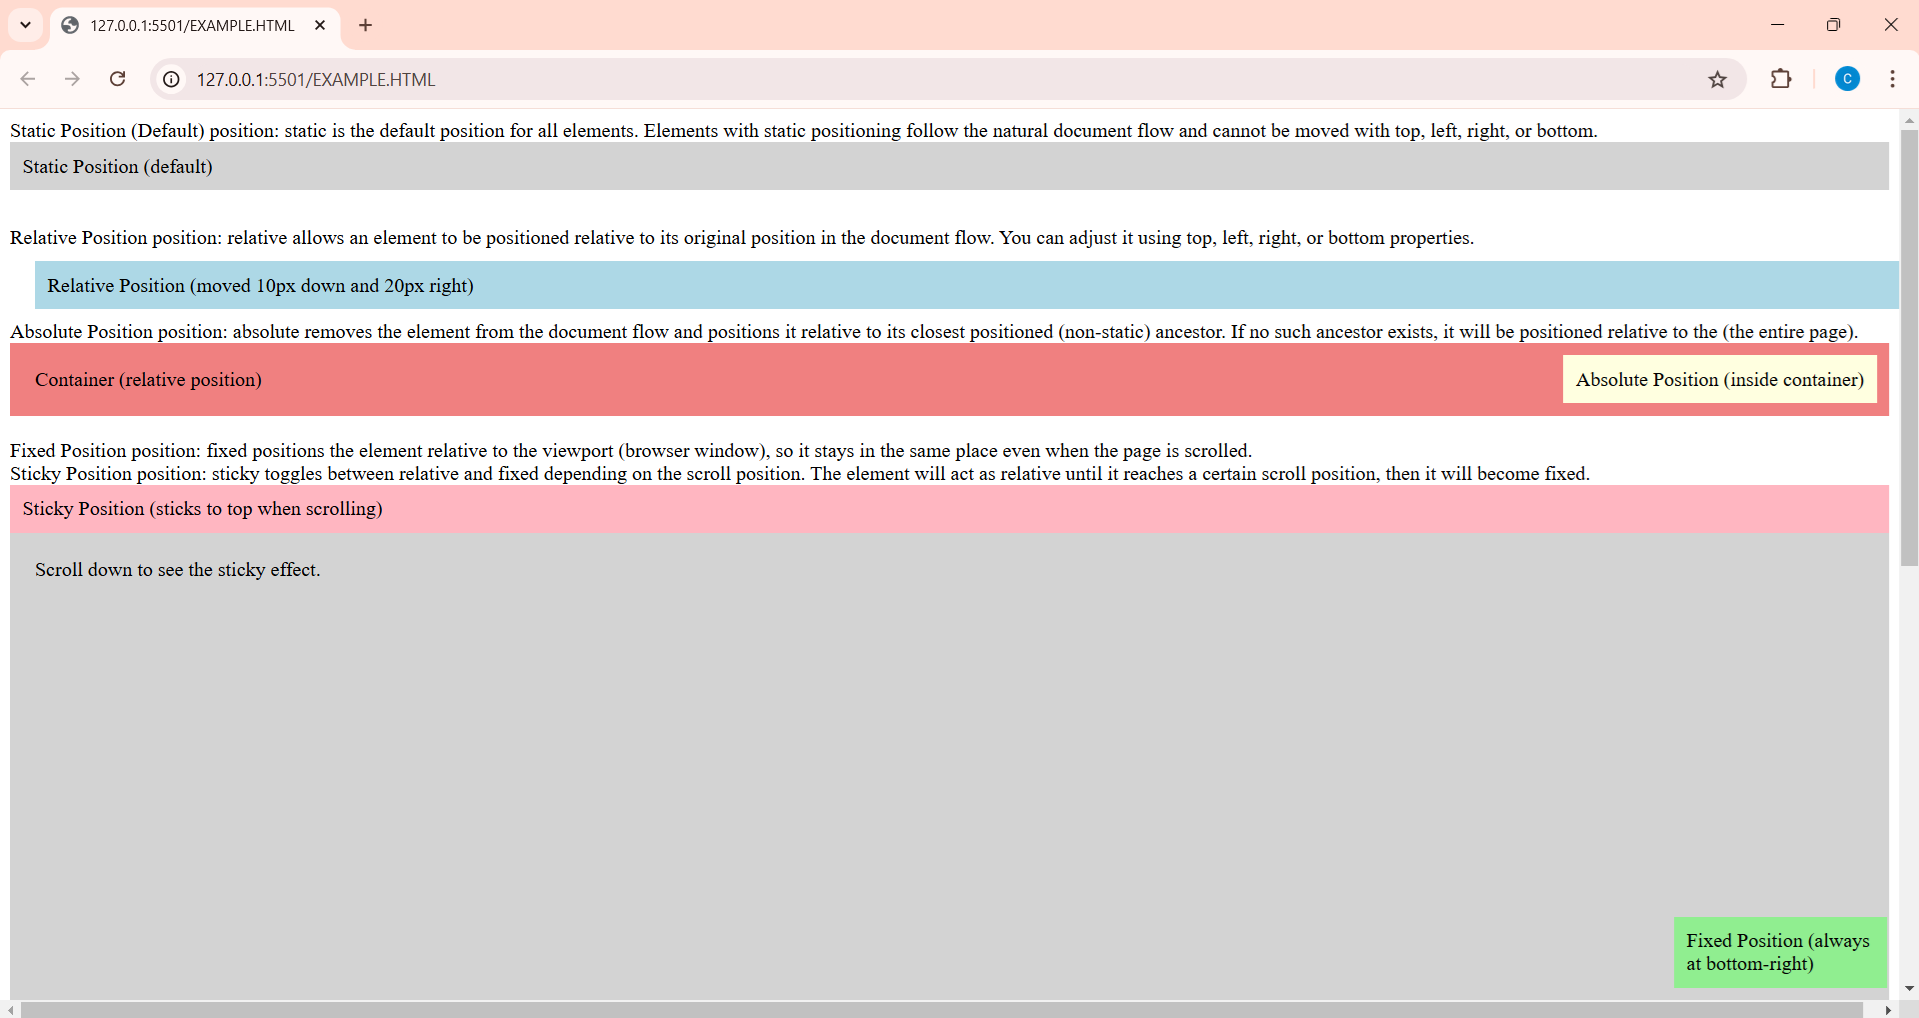 127.0.0.1:5501/EXAMPLE.HTML
127.0.0.1:5501/EXAMPLE.HTML
C
Static Position (Default) position: static is the default position for all elements. Elements with static positioning follow the natural document flow and cannot be moved with top, left, right, or bottom.
Static Position (default)
Relative Position position: relative allows an element to be positioned relative to its original position in the document flow. You can adjust it using top, left, right, or bottom properties.
Relative Position (moved 10px down and 20px right)
Absolute Position position: absolute removes the element from the document flow and positions it relative to its closest positioned (non-static) ancestor. If no such ancestor exists, it will be positioned relative to the (the entire page).
Container (relative position)
Absolute Position (inside container)
Fixed Position position: fixed positions the element relative to the viewport (browser window), so it stays in the same place even when the page is scrolled.
Sticky Position position: sticky toggles between relative and fixed depending on the scroll position. The element will act as relative until it reaches a certain scroll position, then it will become fixed.
Sticky Position (sticks to top when scrolling)
Scroll down to see the sticky effect.
Fixed Position (always
at bottom-right)